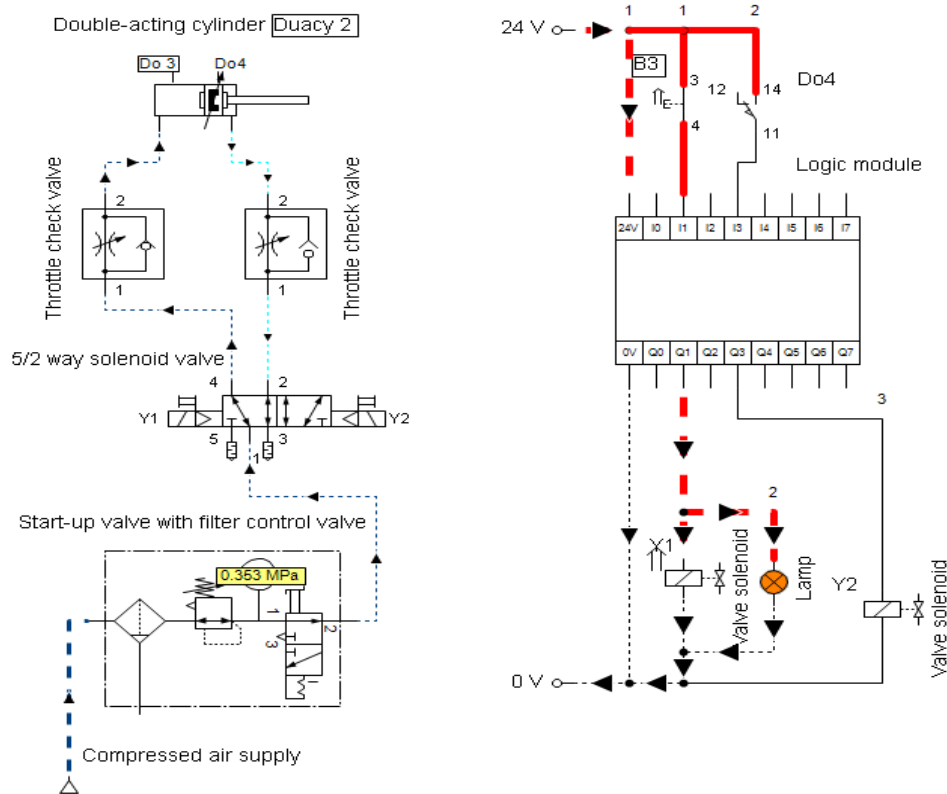 Double-acting cylinder Duacy 2
Do 3
Do4
Throttle check valve
2
1
Throttle check valve
2
1
5/2 way solenoid valve
4 2
Y1
Y2
5 3
1
Start-up valve with filter control valve
0.353 MPa
1
2
3
Compressed air supply
1 1 2
24 V
B3
3
4
E
12 14
11
Do4
Logic module
24V I0 I1 I2 I3 I4 I5 I6 I7
0V Q0 Q1 Q2 Q3 Q4 Q5 Q6 Q7
3
2
Y1
Valve solenoid
Lamp
Y2
Valve solenoid
0 V